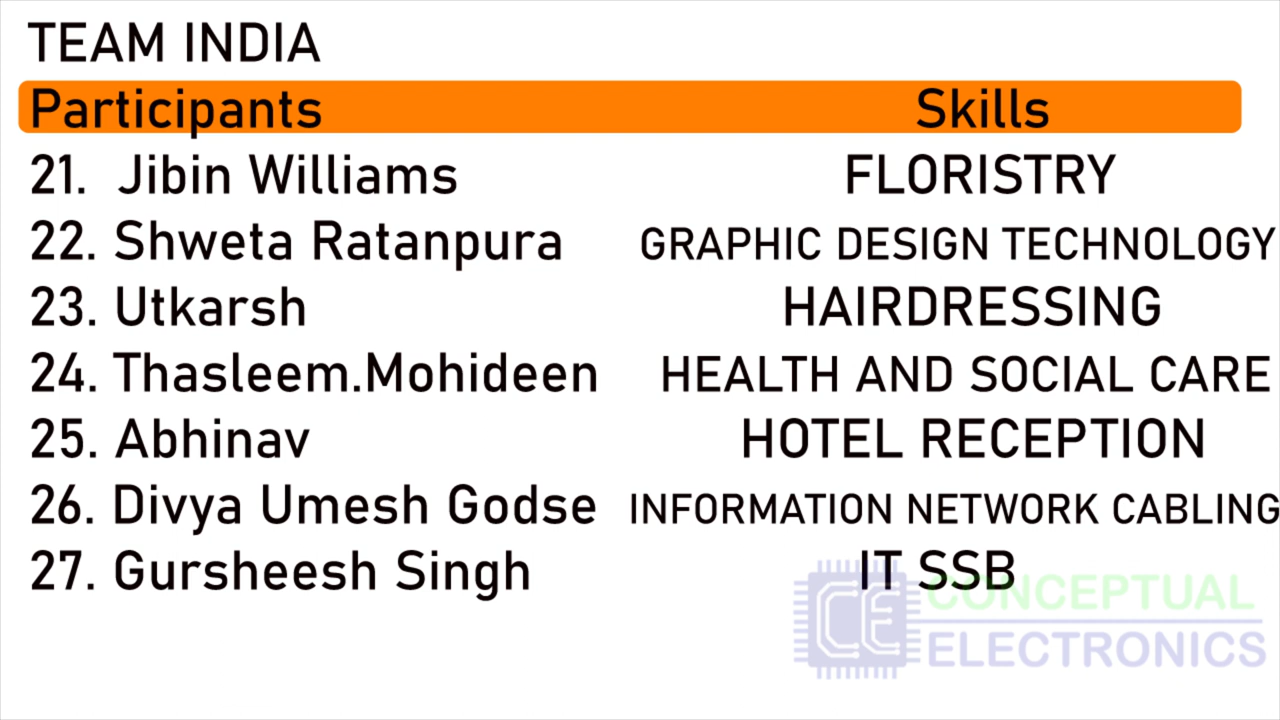 TEAM INDIA
Participants Skills
21. Jibin Williams FLORISTRY
22. Shweta Ratanpura GRAPHIC DESIGN TECHNOLOGY
23. Utkarsh HAIRDRESSING
24. Thasleem.Mohideen HEALTH AND SOCIAL CARE
25. Abhinav HOTEL RECEPTION
26. Divya Umesh Godse INFORMATION NETWORK CABLING
27. Gursheesh Singh IT SSB
CE CONCEPTUAL
ELECTRONICS